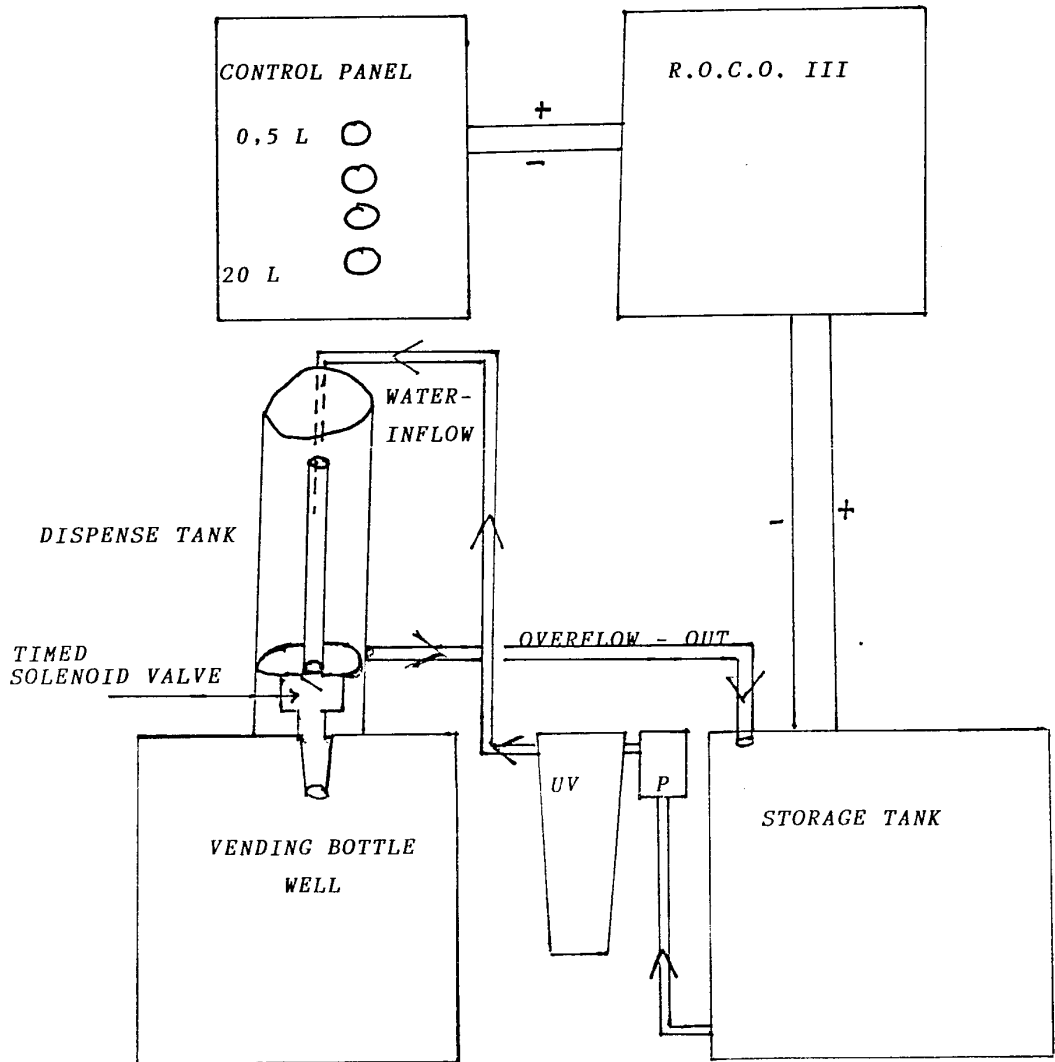 CONTROL PANEL
0,5 L
20 L
+
-
R.O.C.O. III
WATER-
INFLOW
DISPENSE TANK
- +
TIMED
SOLENOID VALVE
OVERFLOW - OUT
UV
P
STORAGE TANK
VENDING BOTTLE
WELL